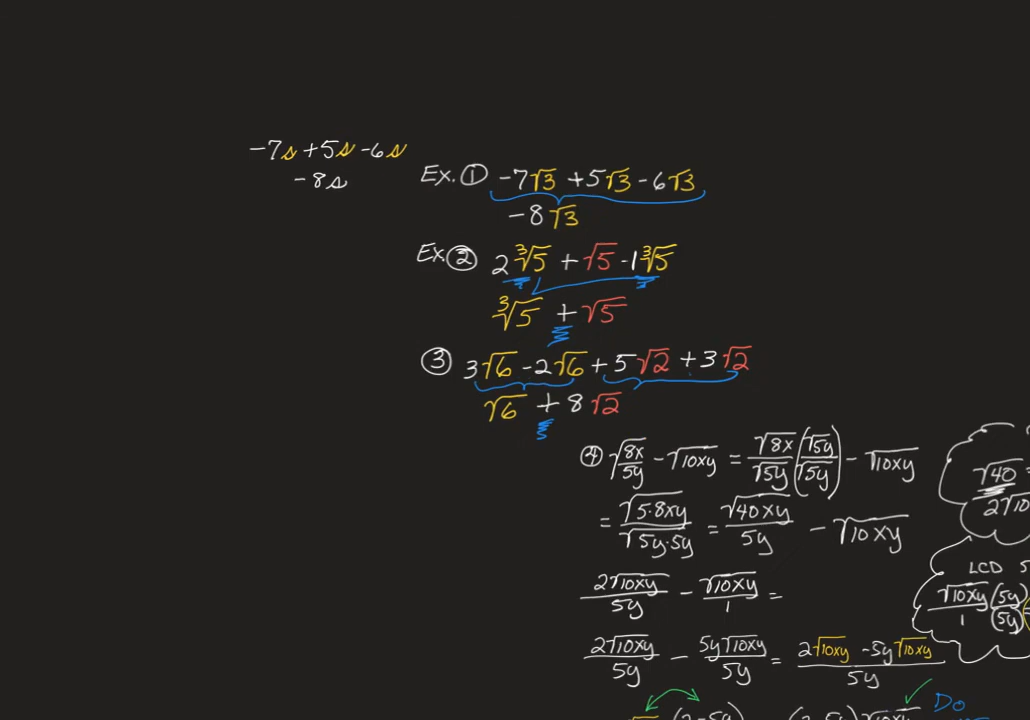 -7s +5s -6s
-8s
Ex. ① -7√3 +5√3 -6√3
-8√3
Ex. ② 2∛5 + √5 -1∛5
∛5 + √5
③ 3√6 -2√6 +5√2 +3√2
√6 + 8√2
④ √(8x/5y) - √10xy = √8x/√5y (√5y/√5y) - √10xy
= √5·8xy/√5y·5y = √40xy/5y - √10xy
2√10xy/5y - √10xy/1 =
2√10xy/5y - 5y√10xy/5y = 2√10xy -5y√10xy/5y
√40
2√10
LCD 5
√10xy/1 (5y/5y)
Do